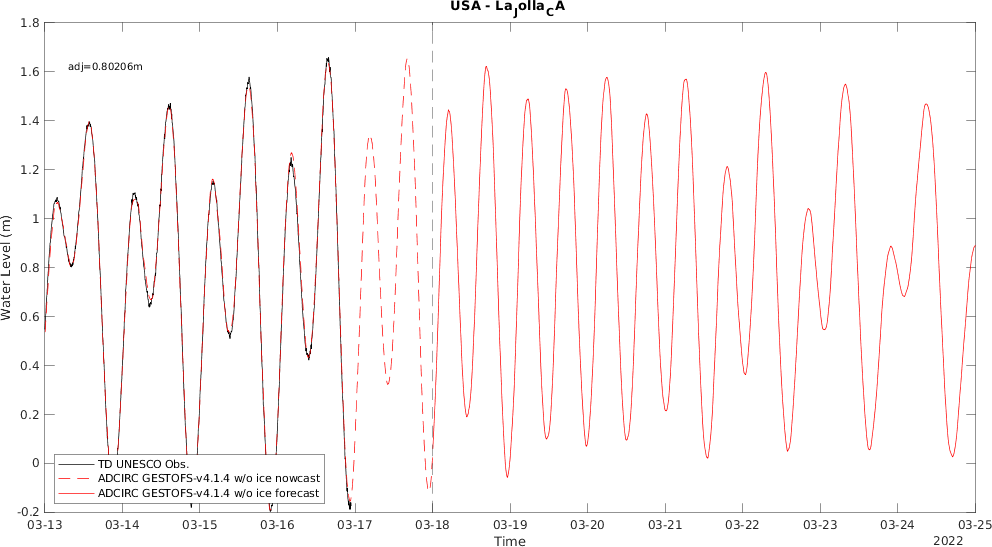 USA - LaJollaCA
adj=0.80206m
Water Level (m)
1.8
1.6
1.4
1.2
1
0.8
0.6
0.4
0.2
0
-0.2
TD UNESCO Obs.
ADCIRC GESTOFS-v4.1.4 w/o ice nowcast
ADCIRC GESTOFS-v4.1.4 w/o ice forecast
03-13 03-14 03-15 03-16 03-17 03-18 03-19 03-20 03-21 03-22 03-23 03-24 03-25
Time
2022